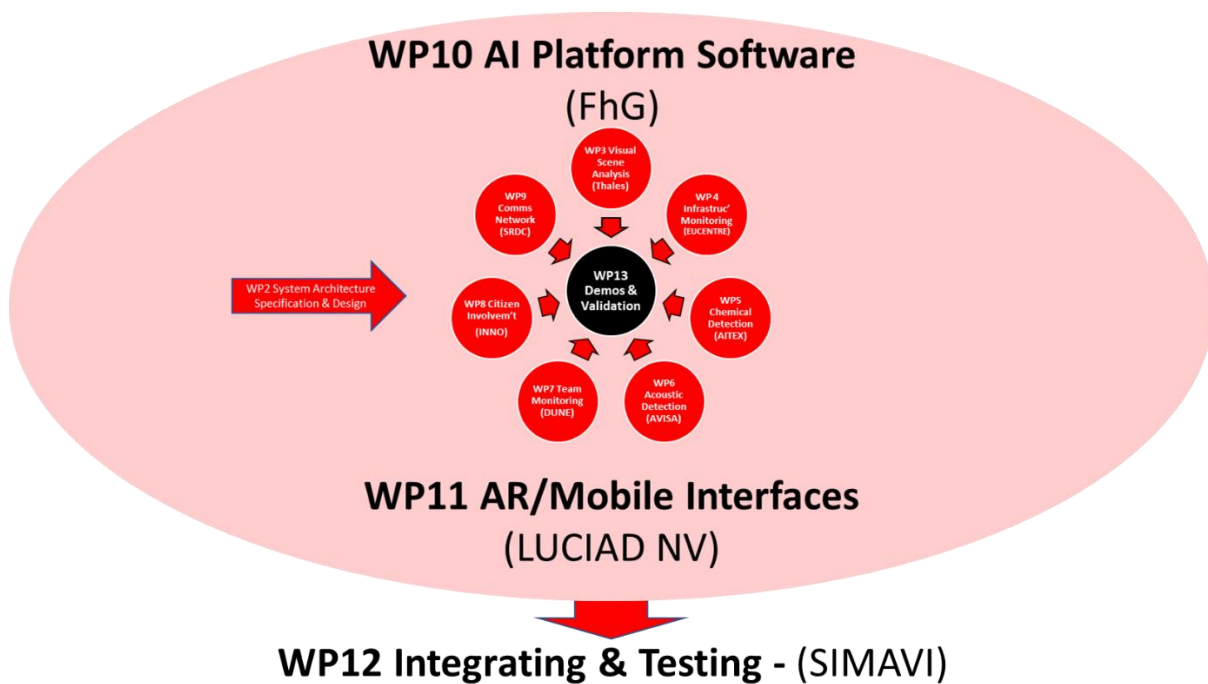 WP10 AI Platform Software
(FhG)
WP3 Visual
Scene
Analysis
(Thales)
WP9
Comms
Network
(SRDC)
WP 4
Infrastruc'
Monitoring
(EUCENTRE)
WP2 System Architecture
Specification & Design
WP13
Demos &
Validation
WP8 Citizen
Involvem't
(INNO)
WP5
Chemical
Detection
(AITEX)
WP7 Team
Monitoring
(DUNE)
WP6
Acoustic
Detection
(AVISA)
WP11 AR/Mobile Interfaces
(LUCIAD NV)
WP12 Integrating & Testing - (SIMAVI)